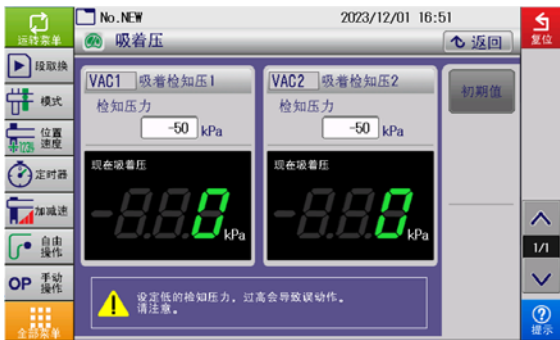 No.NEW 2023/12/01 16:51
运转菜单
吸着压
返回
复位
段取换
模式
位置
速度
定时器
加减速
自由
操作
OP 手动
操作
全部菜单
VAC1 吸着检知压1
检知压力
-50 kPa
现在吸着压
0 kPa
VAC2 吸着检知压2
检知压力
-50 kPa
现在吸着压
0 kPa
初期值
设定低的检知压力，过高会导致误动作。
请注意。
1/1
提示